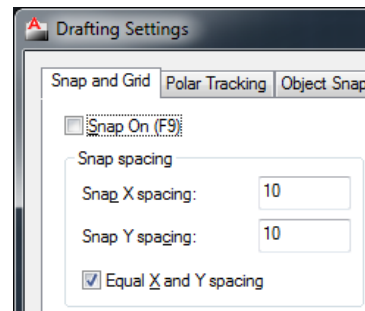 Drafting Settings
Snap and Grid Polar Tracking Object Snap
Snap On (F9)
Snap spacing
Snap X spacing: 10
Snap Y spacing: 10
Equal X and Y spacing